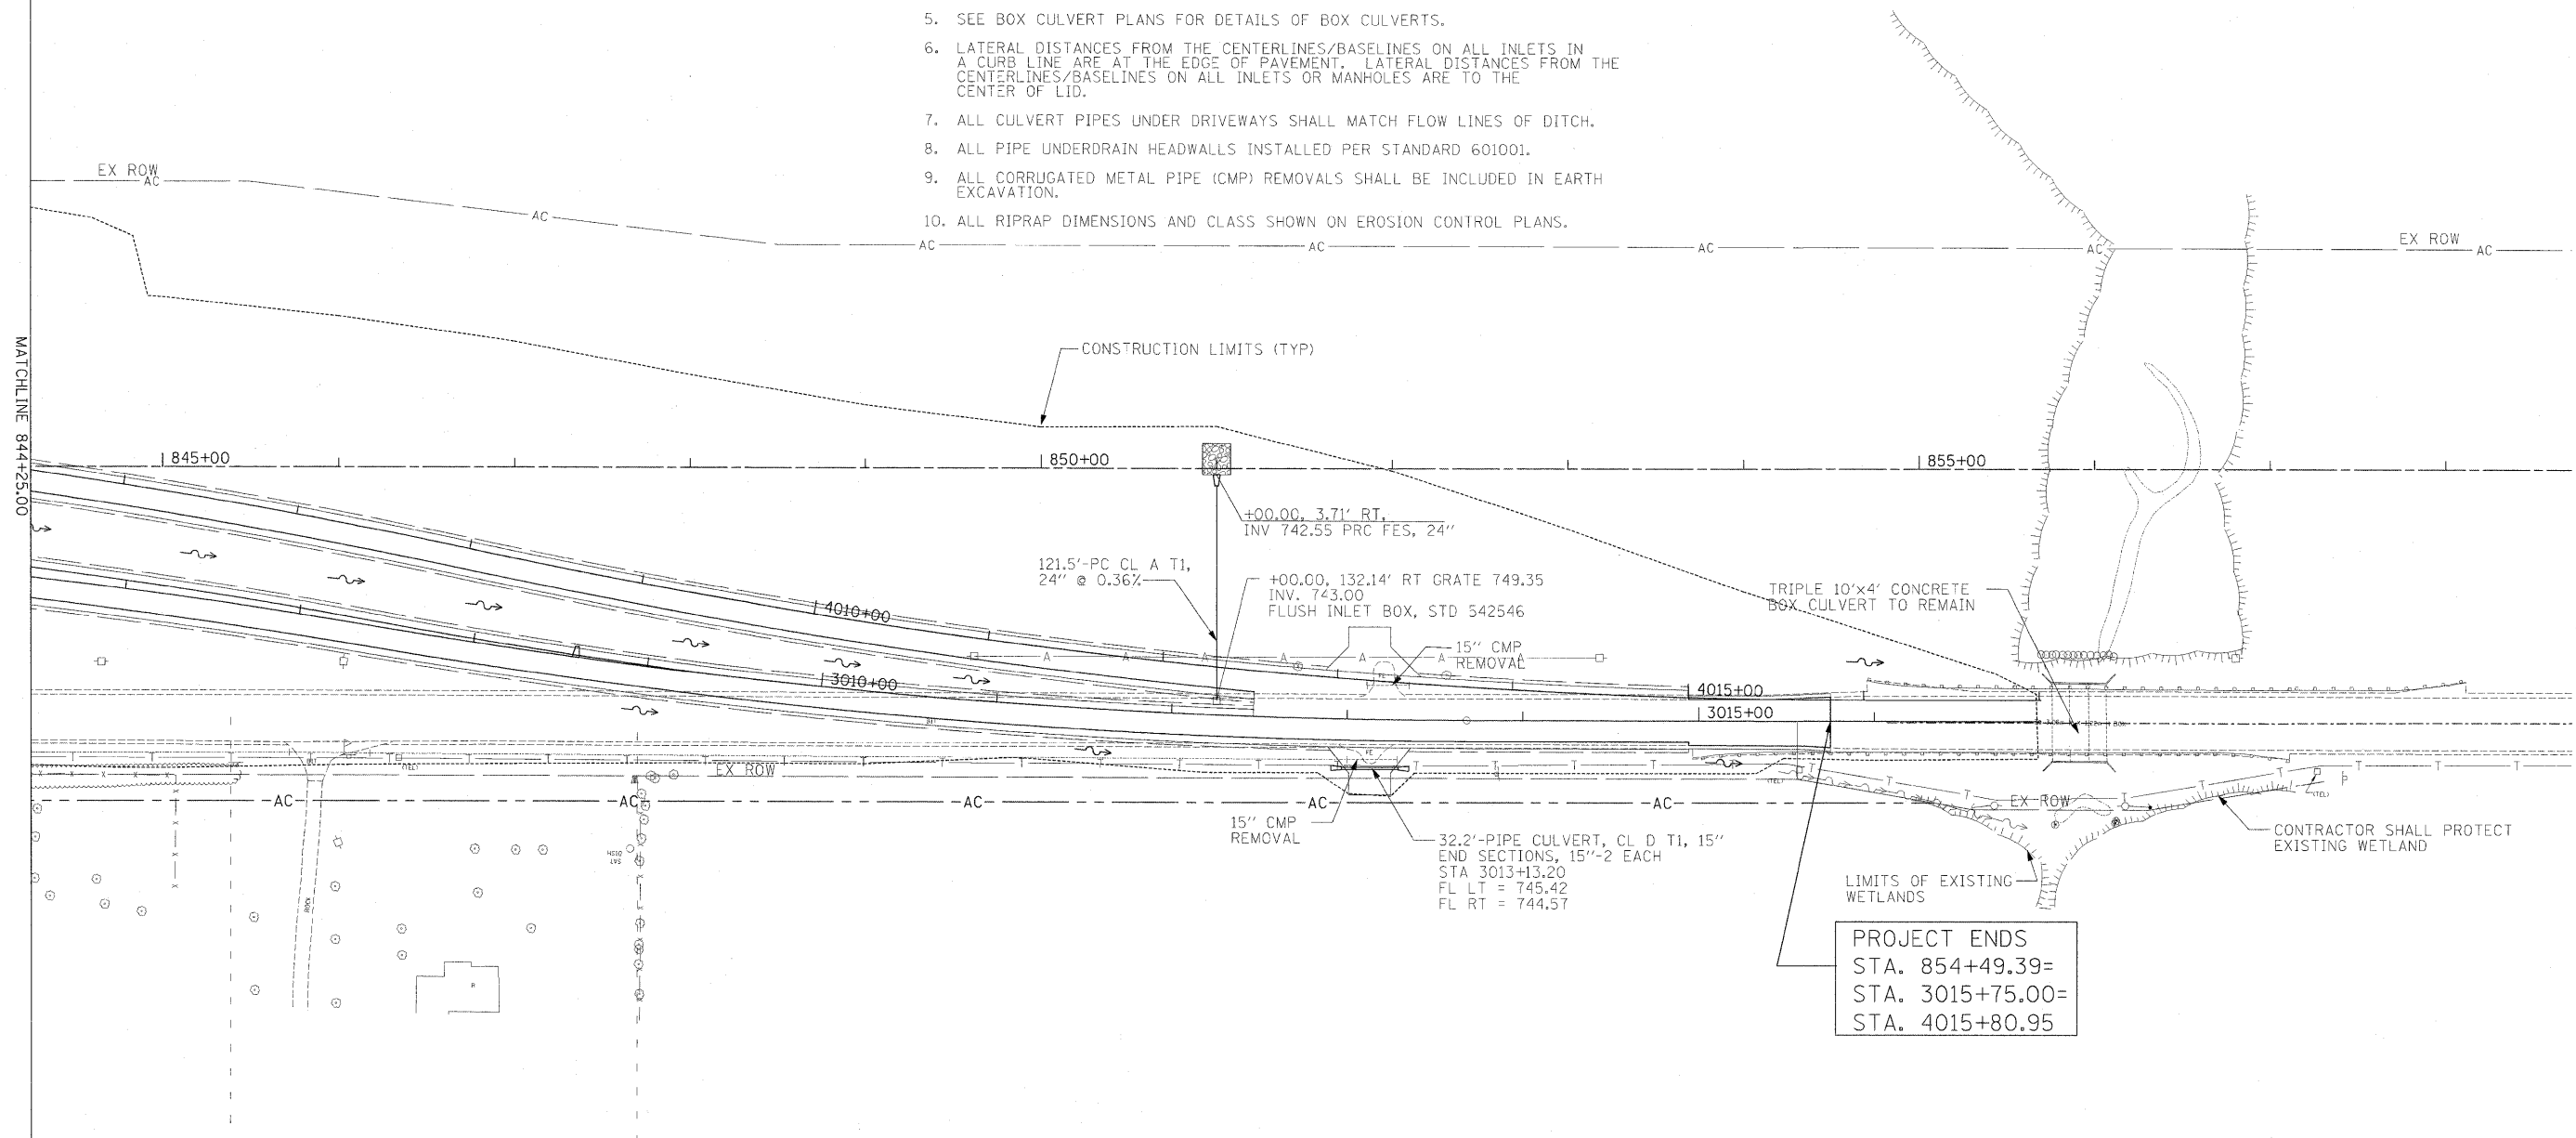 5. SEE BOX CULVERT PLANS FOR DETAILS OF BOX CULVERTS.
6. LATERAL DISTANCES FROM THE CENTERLINES/BASELINES ON ALL INLETS IN
A CURB LINE ARE AT THE EDGE OF PAVEMENT. LATERAL DISTANCES FROM THE
CENTERLINES/BASELINES ON ALL INLETS OR MANHOLES ARE TO THE
CENTER OF LID.
7. ALL CULVERT PIPES UNDER DRIVEWAYS SHALL MATCH FLOW LINES OF DITCH.
8. ALL PIPE UNDERDRAIN HEADWALLS INSTALLED PER STANDARD 601001.
9. ALL CORRUGATED METAL PIPE (CMP) REMOVALS SHALL BE INCLUDED IN EARTH
EXCAVATION.
10. ALL RIPRAP DIMENSIONS AND CLASS SHOWN ON EROSION CONTROL PLANS.
EX ROW
AC
AC
AC AC AC AC AC
EX ROW
MATCHLINE 844+25.00
CONSTRUCTION LIMITS (TYP)
845+00
850+00
855+00
+00.00, 3.71' RT,
INV 742.55 PRC FES, 24"
121.5'-PC CL A T1,
24" @ 0.36%
+00.00, 132.14' RT GRATE 749.35
INV. 743.00
FLUSH INLET BOX, STD 542546
TRIPLE 10'x4' CONCRETE
BOX CULVERT TO REMAIN
4010+00
15" CMP
REMOVAL
A A A A A A A
3010+00
4015+00
3015+00
T T T T T T T T T T T T
EX ROW
AC AC AC AC AC
EX ROW
15" CMP
REMOVAL
32.2'-PIPE CULVERT, CL D T1, 15"
END SECTIONS, 15"-2 EACH
STA 3013+13.20
FL LT = 745.42
FL RT = 744.57
CONTRACTOR SHALL PROTECT
EXISTING WETLAND
LIMITS OF EXISTING
WETLANDS
SAT
DISH
PROJECT ENDS
STA. 854+49.39=
STA. 3015+75.00=
STA. 4015+80.95